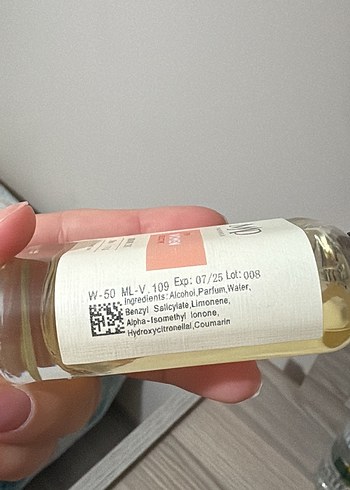 W-50 ML-V.109 Exp: 07/25 Lot: 008
Ingredients: Alcohol,Parfum,Water,
Benzyl Salicylate,Limonene,
Alpha-Isomethyl Ionone,
Hydroxycitronellal,Coumarin